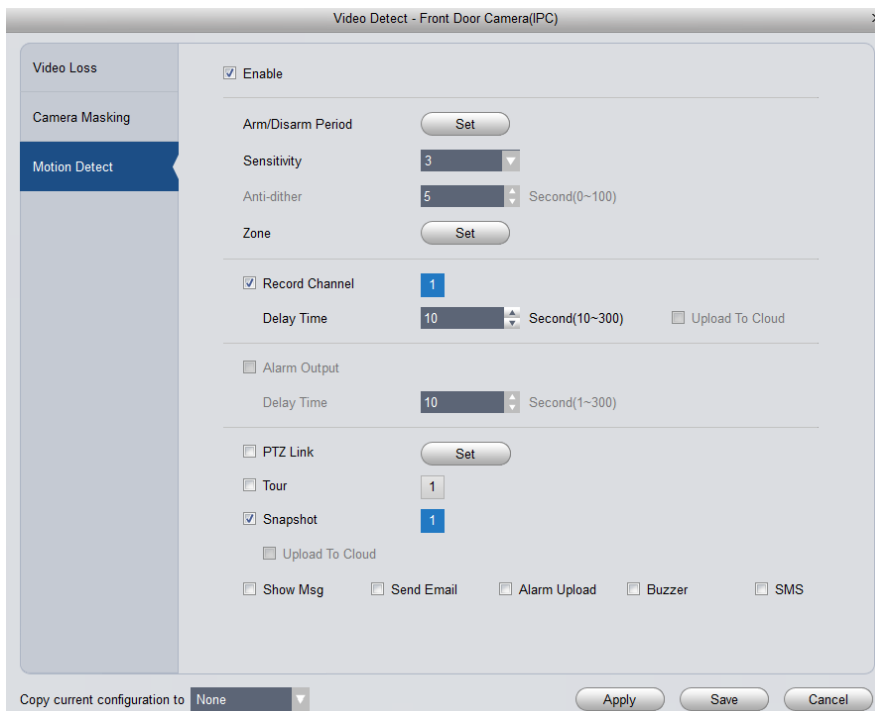 Video Detect - Front Door Camera(IPC)
Video Loss
Camera Masking
Motion Detect
Enable
Arm/Disarm Period Set
Sensitivity 3
Anti-dither 5 Second(0~100)
Zone Set
Record Channel 1
Delay Time 10 Second(10~300) Upload To Cloud
Alarm Output
Delay Time 10 Second(1~300)
PTZ Link Set
Tour 1
Snapshot 1
Upload To Cloud
Show Msg Send Email Alarm Upload Buzzer SMS
Copy current configuration to None Apply Save Cancel